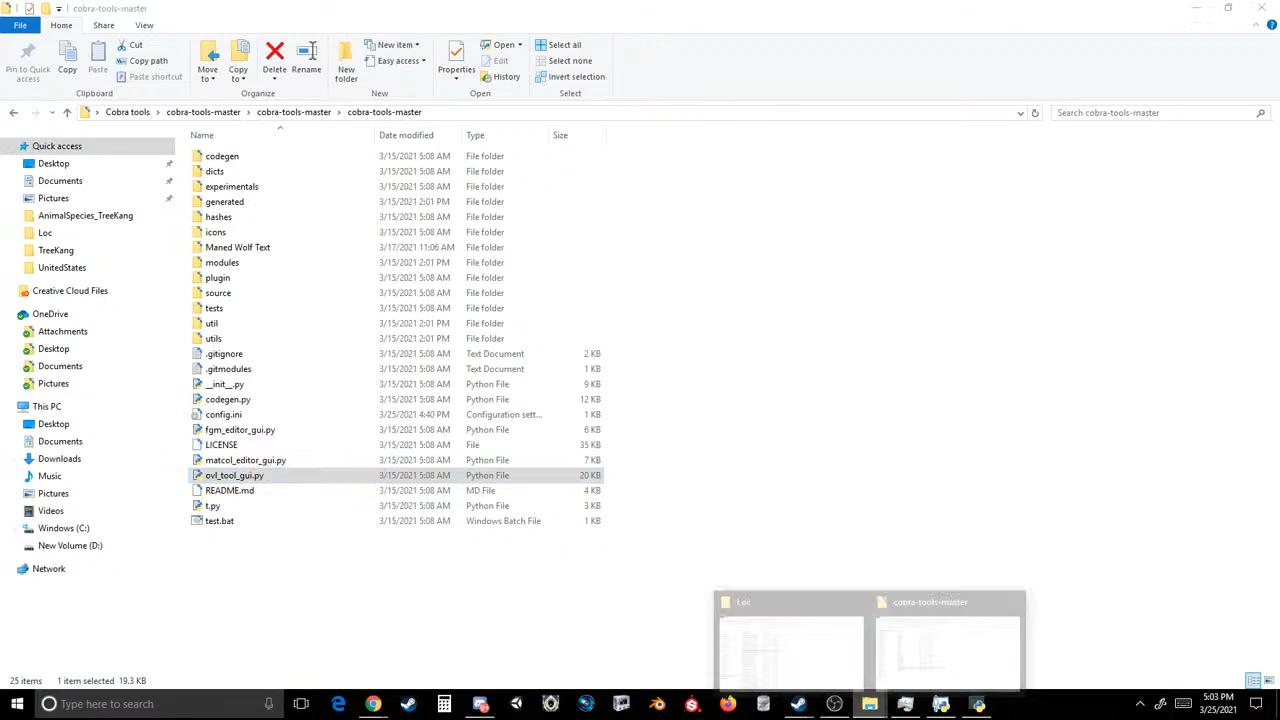 cobra-tools-master
File Home Share View
Pin to Quick access
Copy
Paste
Cut
Copy path
Paste shortcut
Move to
Copy to
Delete
Rename
New folder
New item
Easy access
Properties
Open
Edit
History
Select all
Select none
Invert selection
Clipboard Organize New Open Select
Cobra tools > cobra-tools-master > cobra-tools-master > cobra-tools-master
Search cobra-tools-master
Name Date modified Type Size
Quick access
Desktop
Documents
Pictures
AnimalSpecies_TreeKang
Loc
TreeKang
UnitedStates
Creative Cloud Files
OneDrive
Attachments
Desktop
Documents
Pictures
This PC
Desktop
Documents
Downloads
Music
Pictures
Videos
Windows (C:)
New Volume (D:)
Network
codegen 3/15/2021 5:08 AM File folder
dicts 3/15/2021 5:08 AM File folder
experimentals 3/15/2021 5:08 AM File folder
generated 3/15/2021 2:01 PM File folder
hashes 3/15/2021 5:08 AM File folder
icons 3/15/2021 5:08 AM File folder
Maned Wolf Text 3/17/2021 11:06 AM File folder
modules 3/15/2021 2:01 PM File folder
plugin 3/15/2021 5:08 AM File folder
source 3/15/2021 5:08 AM File folder
tests 3/15/2021 5:08 AM File folder
util 3/15/2021 2:01 PM File folder
utils 3/15/2021 2:01 PM File folder
.gitignore 3/15/2021 5:08 AM Text Document 2 KB
.gitmodules 3/15/2021 5:08 AM Text Document 1 KB
__init__.py 3/15/2021 5:08 AM Python File 9 KB
codegen.py 3/15/2021 5:08 AM Python File 12 KB
config.ini 3/25/2021 4:40 PM Configuration sett... 1 KB
fgm_editor_gui.py 3/15/2021 5:08 AM Python File 6 KB
LICENSE 3/15/2021 5:08 AM File 35 KB
matcol_editor_gui.py 3/15/2021 5:08 AM Python File 7 KB
ovl_tool_gui.py 3/15/2021 5:08 AM Python File 20 KB
README.md 3/15/2021 5:08 AM MD File 4 KB
t.py 3/15/2021 5:08 AM Python File 3 KB
test.bat 3/15/2021 5:08 AM Windows Batch File 1 KB
Loc
cobra-tools-master
25 items 1 item selected 19.3 KB
Type here to search
5:03 PM
3/25/2021